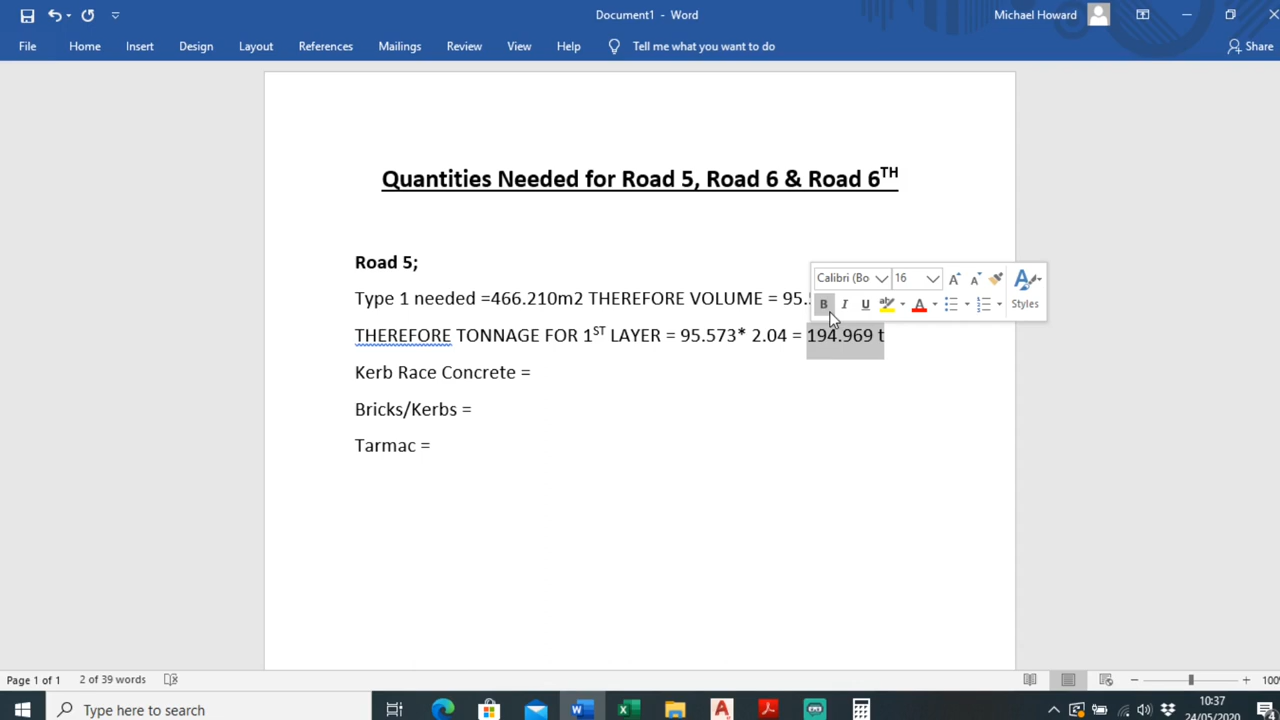 Document1 - Word
Michael Howard
File Home Insert Design Layout References Mailings Review View Help Tell me what you want to do Share
Quantities Needed for Road 5, Road 6 & Road 6TH
Road 5;
Calibri (Bo 16
Styles
Type 1 needed =466.210m2 THEREFORE VOLUME = 95.
THEREFORE TONNAGE FOR 1ST LAYER = 95.573* 2.04 = 194.969 t
Kerb Race Concrete =
Bricks/Kerbs =
Tarmac =
Page 1 of 1 2 of 39 words 100
Type here to search
10:37
24/05/2020